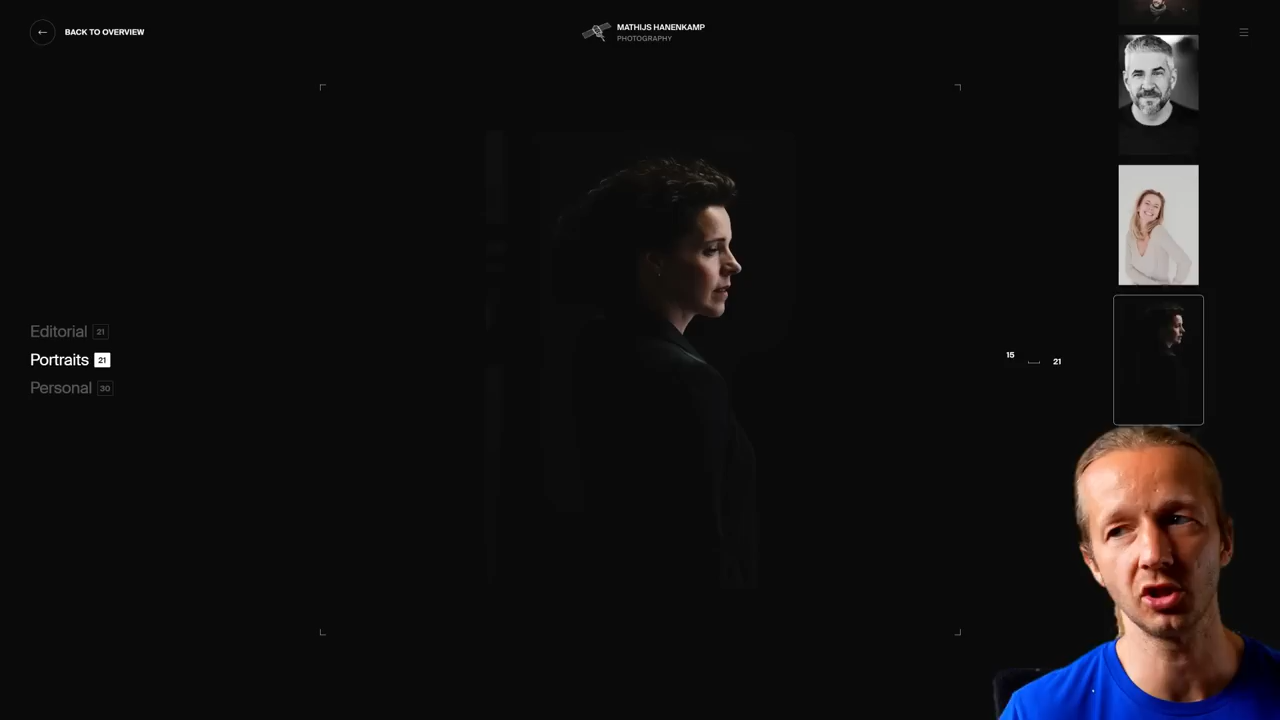 BACK TO OVERVIEW
MATHIJS HANENKAMP
PHOTOGRAPHY
Editorial 21
Portraits 21
Personal 30
15
21